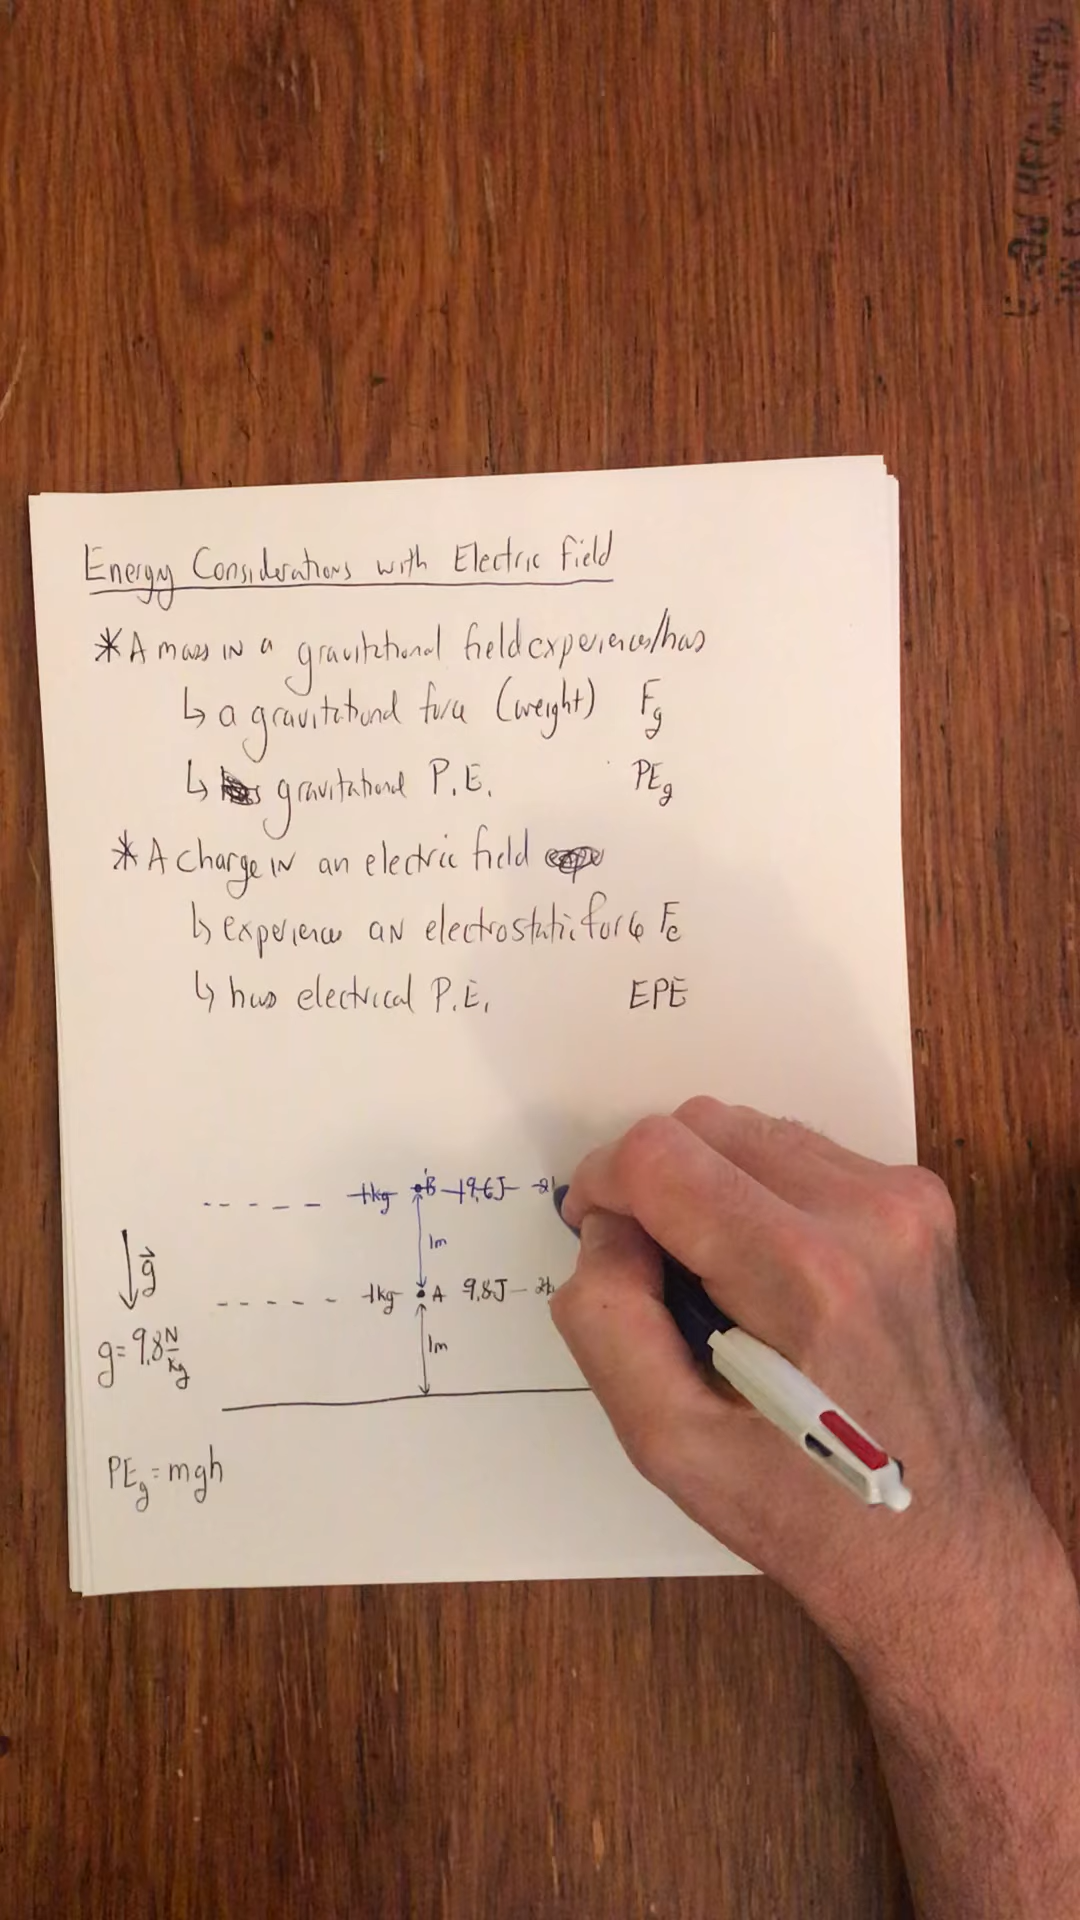 Energy Considerations with Electric Field
* A mass in a gravitational field experiences/has
↳ a gravitational force (weight) Fg
↳ gravitational P.E. PEg
* A charge in an electric field
↳ experiences an electrostatic force Fe
↳ has electrical P.E. EPE
1kg B 19.6J
1m
g
1kg A 9.8J
g = 9.8 N/kg
1m
PEg = mgh